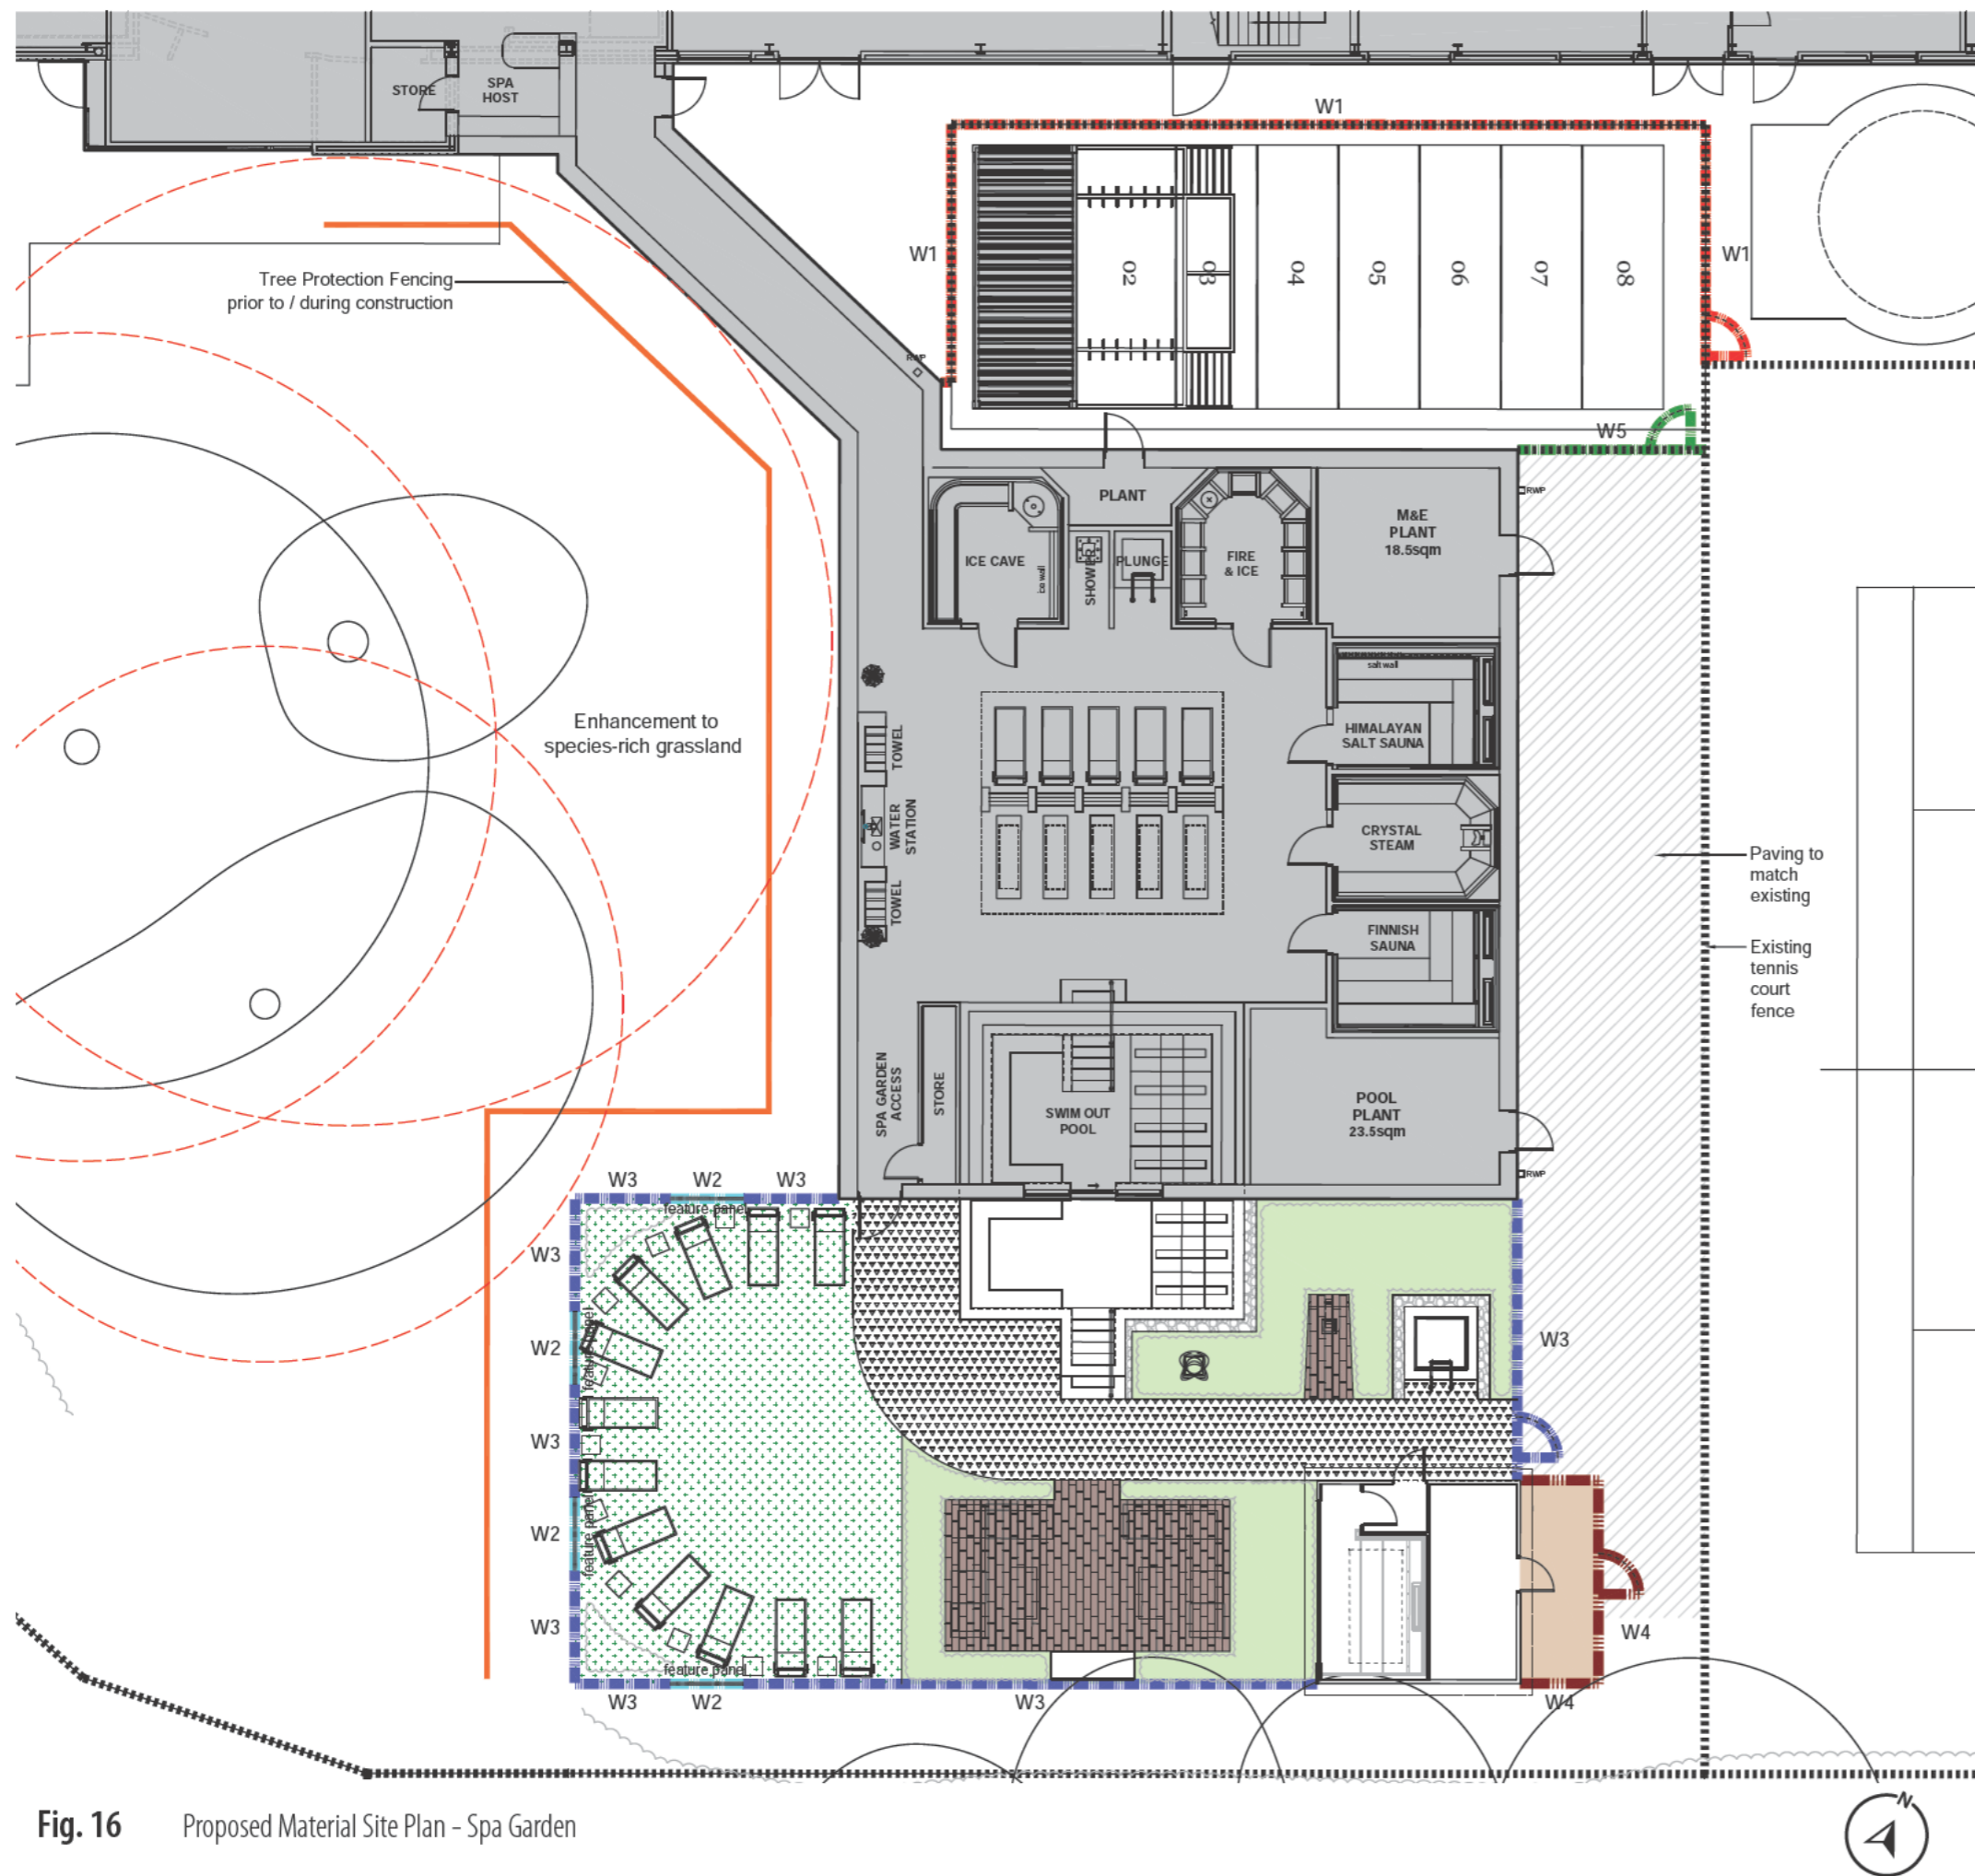 STORE
SPA
HOST
W1
W1
W1
02
03
04
05
06
07
08
Tree Protection Fencing
prior to / during construction
RWP
W5
RWP
PLANT
M&E
PLANT
18.5sqm
ICE CAVE
ice wall
SHOWER
PLUNGE
FIRE
& ICE
salt wall
HIMALAYAN
SALT SAUNA
Enhancement to
species-rich grassland
TOWEL
WATER
STATION
TOWEL
CRYSTAL
STEAM
FINNISH
SAUNA
Paving to
match
existing
Existing
tennis
court
fence
SPA GARDEN
ACCESS
STORE
SWIM OUT
POOL
POOL
PLANT
23.5sqm
RWP
W3
W2
W3
feature panel
W3
W2
feature panel
W3
W3
W2
feature panel
W3
feature panel
W4
W3
W2
W3
W4
Fig. 16 Proposed Material Site Plan - Spa Garden
N